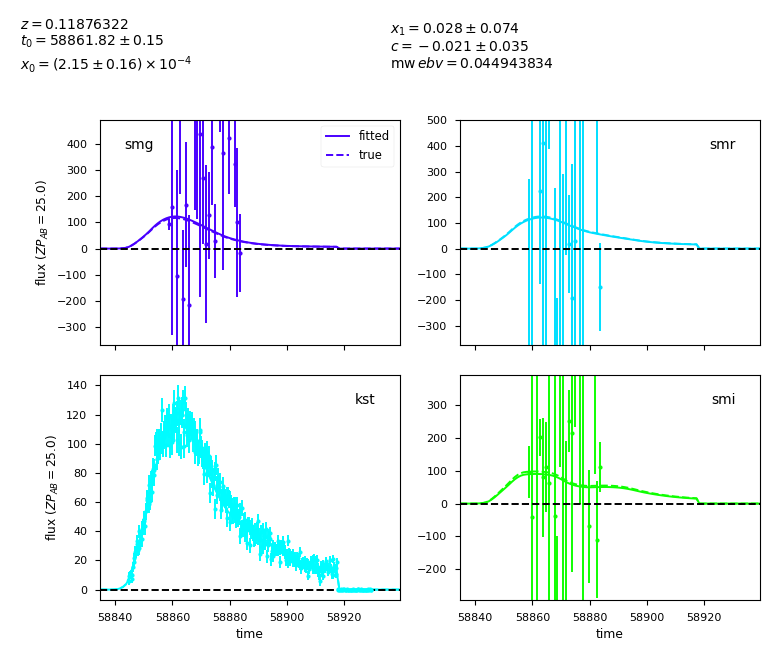 z = 0.11876322
t₀ = 58861.82 ± 0.15
x₀ = (2.15 ± 0.16) × 10⁻⁴
x₁ = 0.028 ± 0.074
c = −0.021 ± 0.035
mw ebv = 0.044943834
smg
fitted
true
400
300
200
100
0
−100
−200
−300
flux (ZP_AB = 25.0)
smr
500
400
300
200
100
0
−100
−200
−300
kst
140
120
100
80
60
40
20
0
flux (ZP_AB = 25.0)
58840 58860 58880 58900 58920
time
smi
300
200
100
0
−100
−200
58840 58860 58880 58900 58920
time